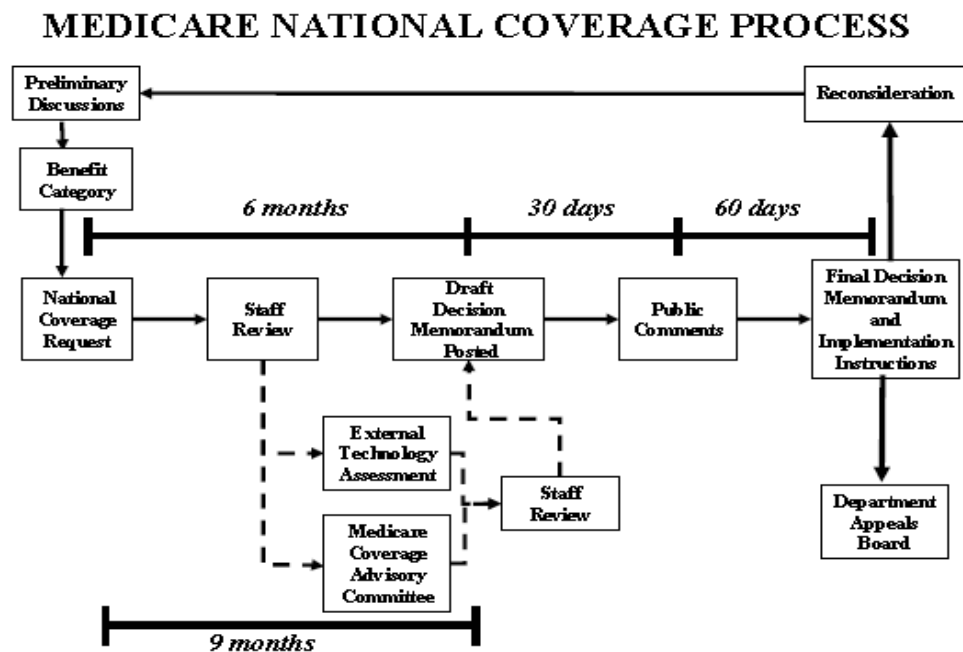 MEDICARE NATIONAL COVERAGE PROCESS
Preliminary
Discussions
Reconsideration
Benefit
Category
6 months
30 days
60 days
National
Coverage
Request
Staff
Review
Draft
Decision
Memorandum
Posted
Public
Comments
Final Decision
Memorandum
and
Implementation
Instructions
External
Technology
Assessment
Staff
Review
Medicare
Coverage
Advisory
Committee
Department
Appeals
Board
9 months